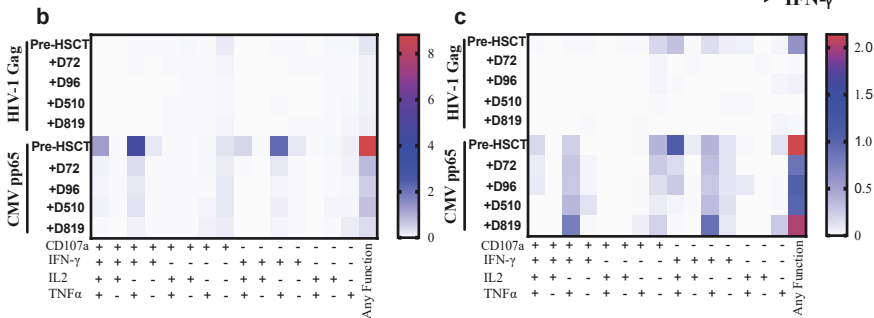 IFN-γ
b
HIV-1 Gag
CMV pp65
Pre-HSCT
+D72
+D96
+D510
+D819
Pre-HSCT
+D72
+D96
+D510
+D819
8
6
4
2
0
CD107a + + + + + + + + - - - - - - -
IFN-γ + + + + - - - - + + + + - - -
IL2 + + - - + + - - + + - - + + -
TNFα + - + - + - + - + - + - + - +
Any Function
c
HIV-1 Gag
CMV pp65
Pre-HSCT
+D72
+D96
+D510
+D819
Pre-HSCT
+D72
+D96
+D510
+D819
2.0
1.5
1.0
0.5
0
CD107a + + + + + + + + - - - - - - -
IFN-γ + + + + - - - - + + + + - - -
IL2 + + - - + + - - + + - - + + -
TNFα + - + - + - + - + - + - + - +
Any Function